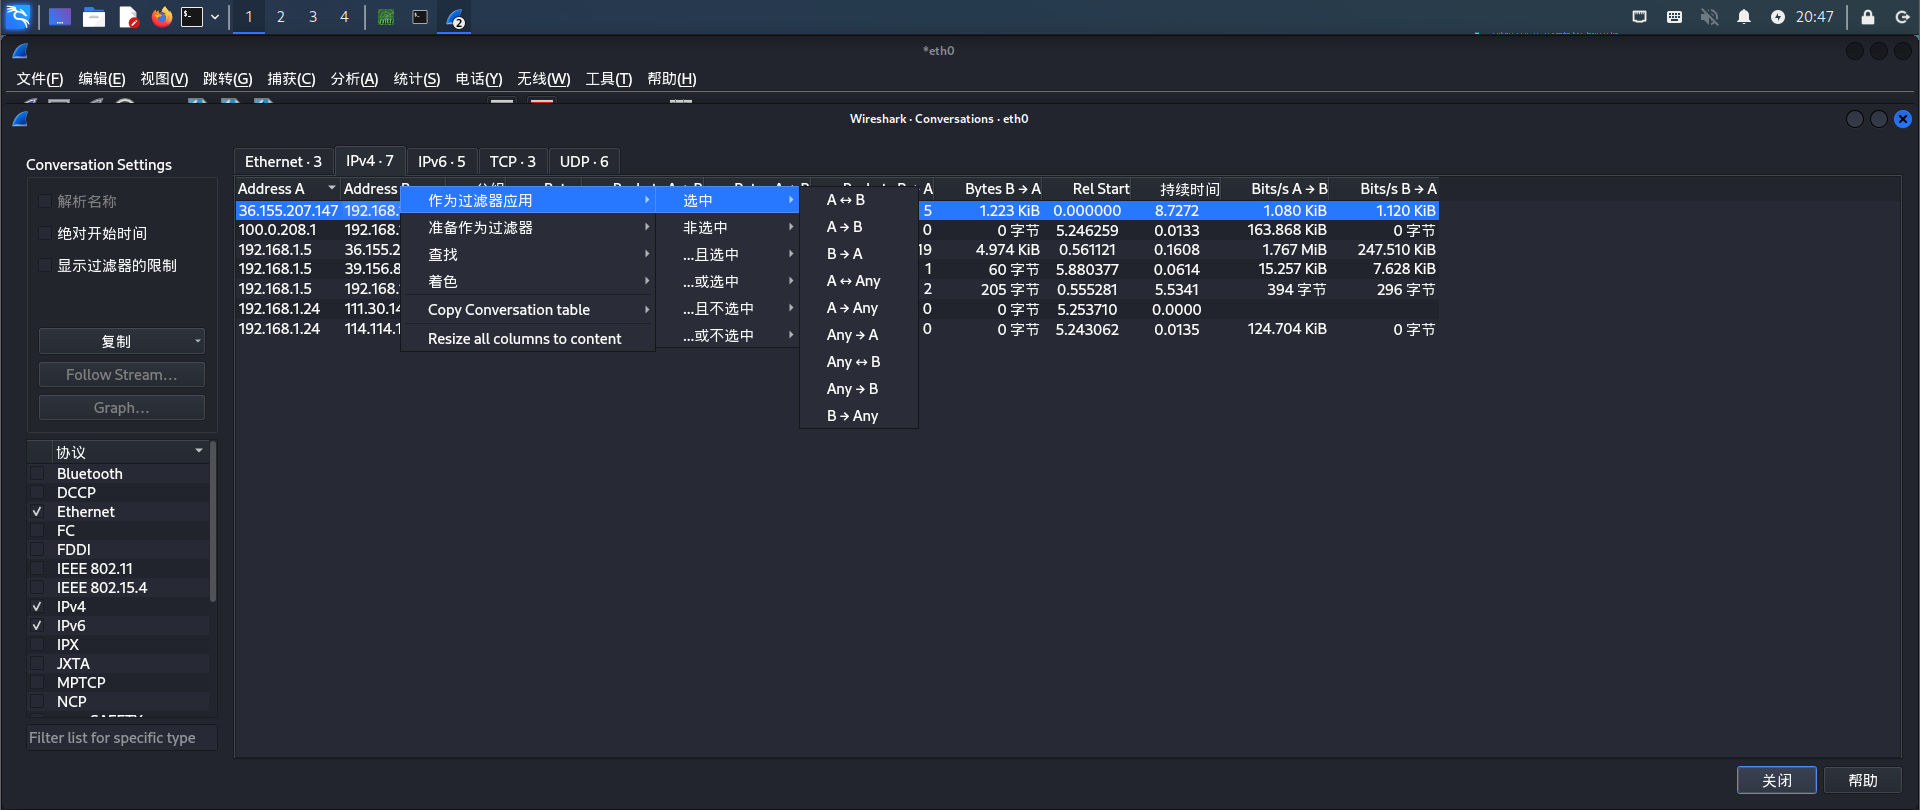 1 2 3 4
2
20:47
*eth0
文件(F) 编辑(E) 视图(V) 跳转(G) 捕获(C) 分析(A) 统计(S) 电话(Y) 无线(W) 工具(T) 帮助(H)
Wireshark · Conversations · eth0
Conversation Settings
解析名称
绝对开始时间
显示过滤器的限制
复制
Follow Stream…
Graph…
协议
Bluetooth
DCCP
Ethernet
FC
FDDI
IEEE 802.11
IEEE 802.15.4
IPv4
IPv6
IPX
JXTA
MPTCP
NCP
Filter list for specific type
Ethernet · 3 IPv4 · 7 IPv6 · 5 TCP · 3 UDP · 6
Address A Address A Bytes B → A Rel Start 持续时间 Bits/s A → B Bits/s B → A
36.155.207.147 192.168. 5 1.223 KiB 0.000000 8.7272 1.080 KiB 1.120 KiB
100.0.208.1 192.168. 0 0 字节 5.246259 0.0133 163.868 KiB 0 字节
192.168.1.5 36.155.2 19 4.974 KiB 0.561121 0.1608 1.767 MiB 247.510 KiB
192.168.1.5 39.156.8 1 60 字节 5.880377 0.0614 15.257 KiB 7.628 KiB
192.168.1.5 192.168. 2 205 字节 0.555281 5.5341 394 字节 296 字节
192.168.1.24 111.30.14 0 0 字节 5.253710 0.0000
192.168.1.24 114.114.1 0 0 字节 5.243062 0.0135 124.704 KiB 0 字节
作为过滤器应用
准备作为过滤器
查找
着色
Copy Conversation table
Resize all columns to content
选中
非选中
...且选中
...或选中
...且不选中
...或不选中
A ↔ B
A → B
B → A
A ↔ Any
A → Any
Any → A
Any ↔ B
Any → B
B → Any
关闭 帮助